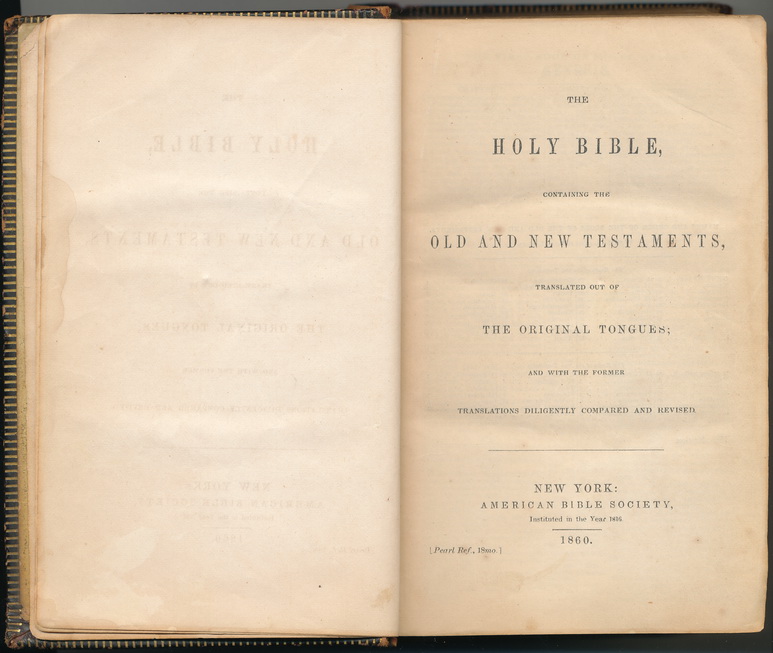 THE
HOLY BIBLE,
CONTAINING THE
OLD AND NEW TESTAMENTS,
TRANSLATED OUT OF
THE ORIGINAL TONGUES;
AND WITH THE FORMER
TRANSLATIONS DILIGENTLY COMPARED AND REVISED.
NEW YORK:
AMERICAN BIBLE SOCIETY,
Instituted in the Year 1816
1860.
[Pearl Ref., 18mo.]